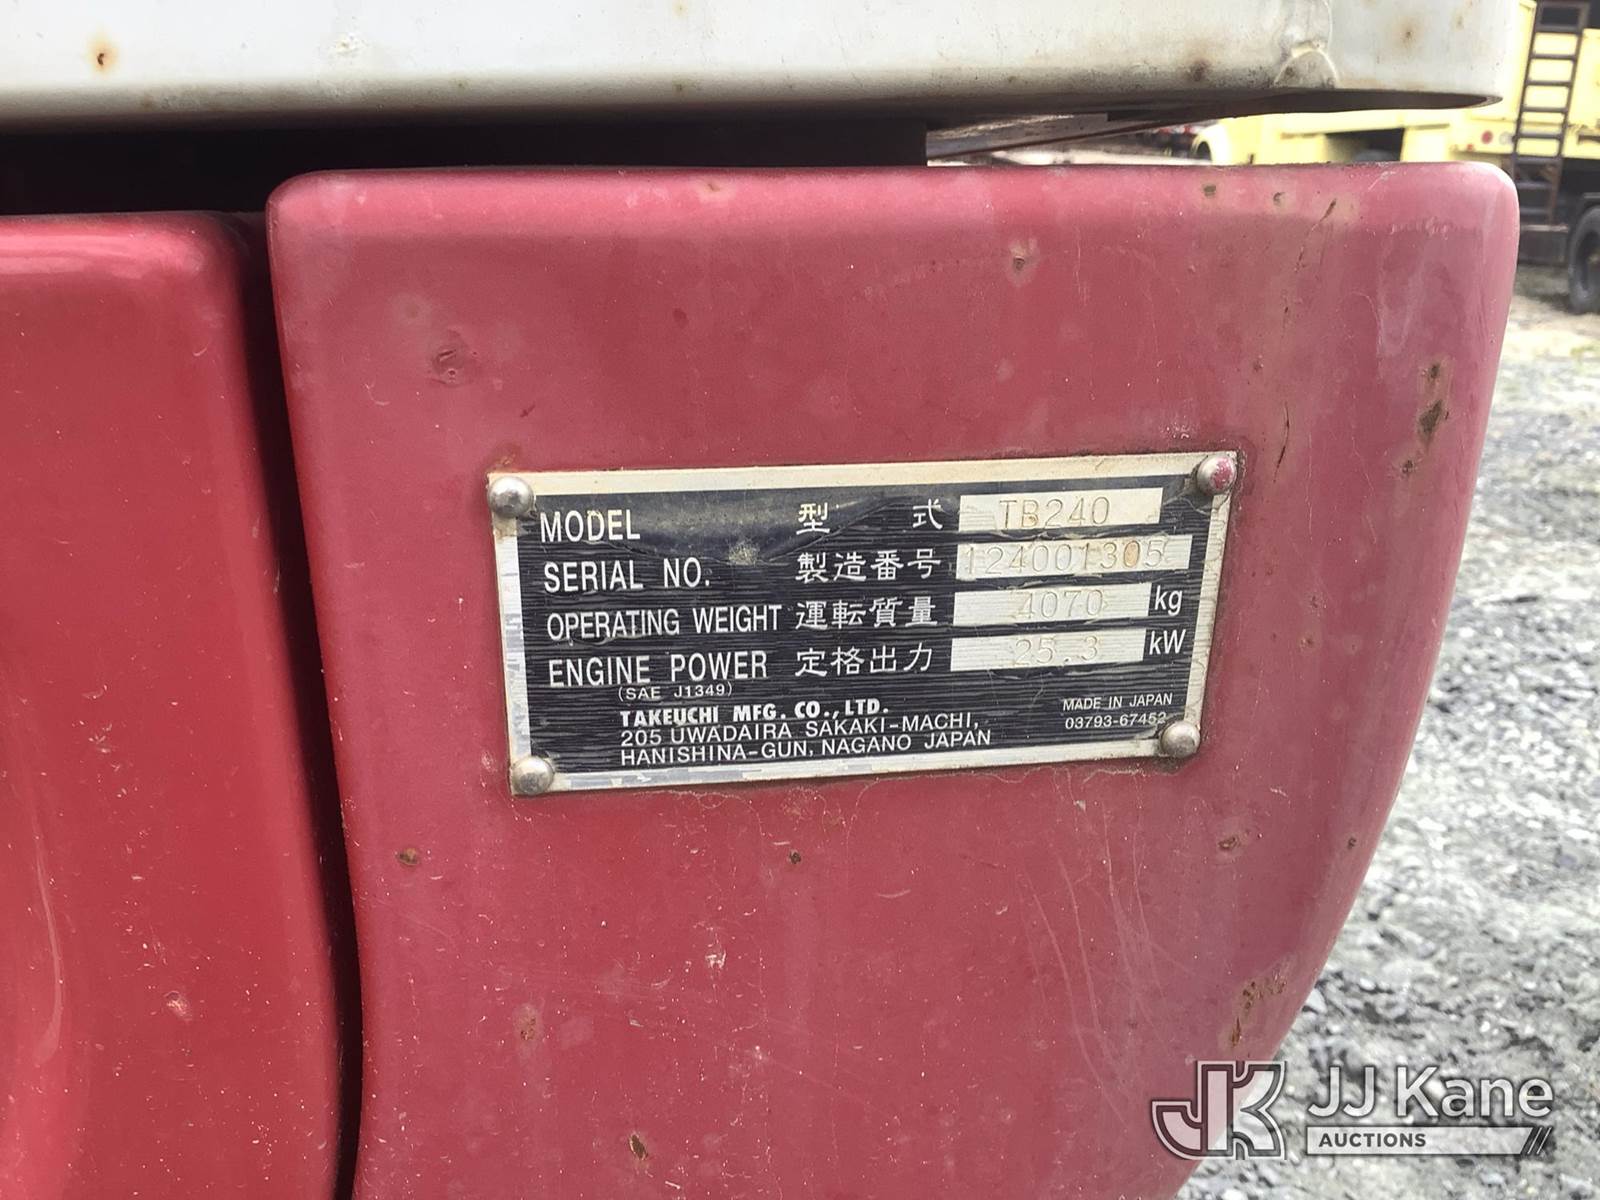 MODEL 型 式 TB240
SERIAL NO. 製造番号 124001305
OPERATING WEIGHT 運転質量 4070 kg
ENGINE POWER 定格出力 25.3 kW
(SAE J1349)
TAKEUCHI MFG. CO., LTD.
205 UWADAIRA SAKAKI-MACHI,
HANISHINA-GUN, NAGANO JAPAN
MADE IN JAPAN
03793-67452
JK JJ Kane
AUCTIONS